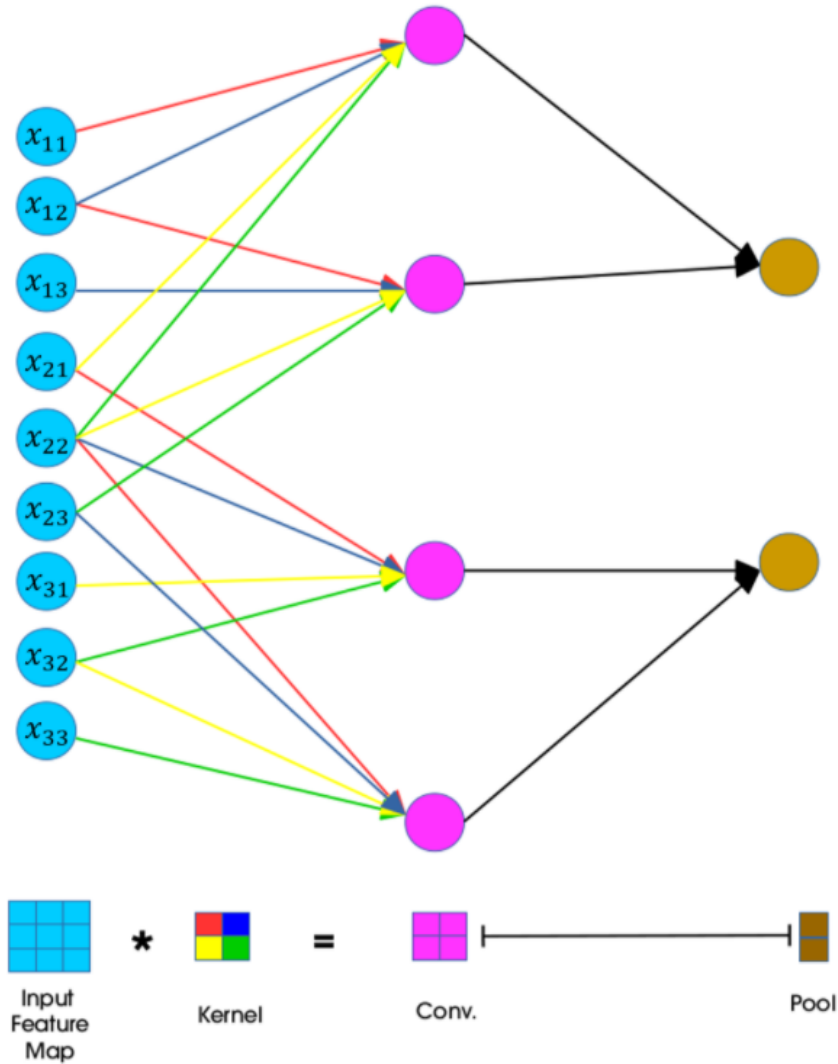 x₁₁
x₁₂
x₁₃
x₂₁
x₂₂
x₂₃
x₃₁
x₃₂
x₃₃
* =
Input
Feature
Map
Kernel
Conv.
Pool